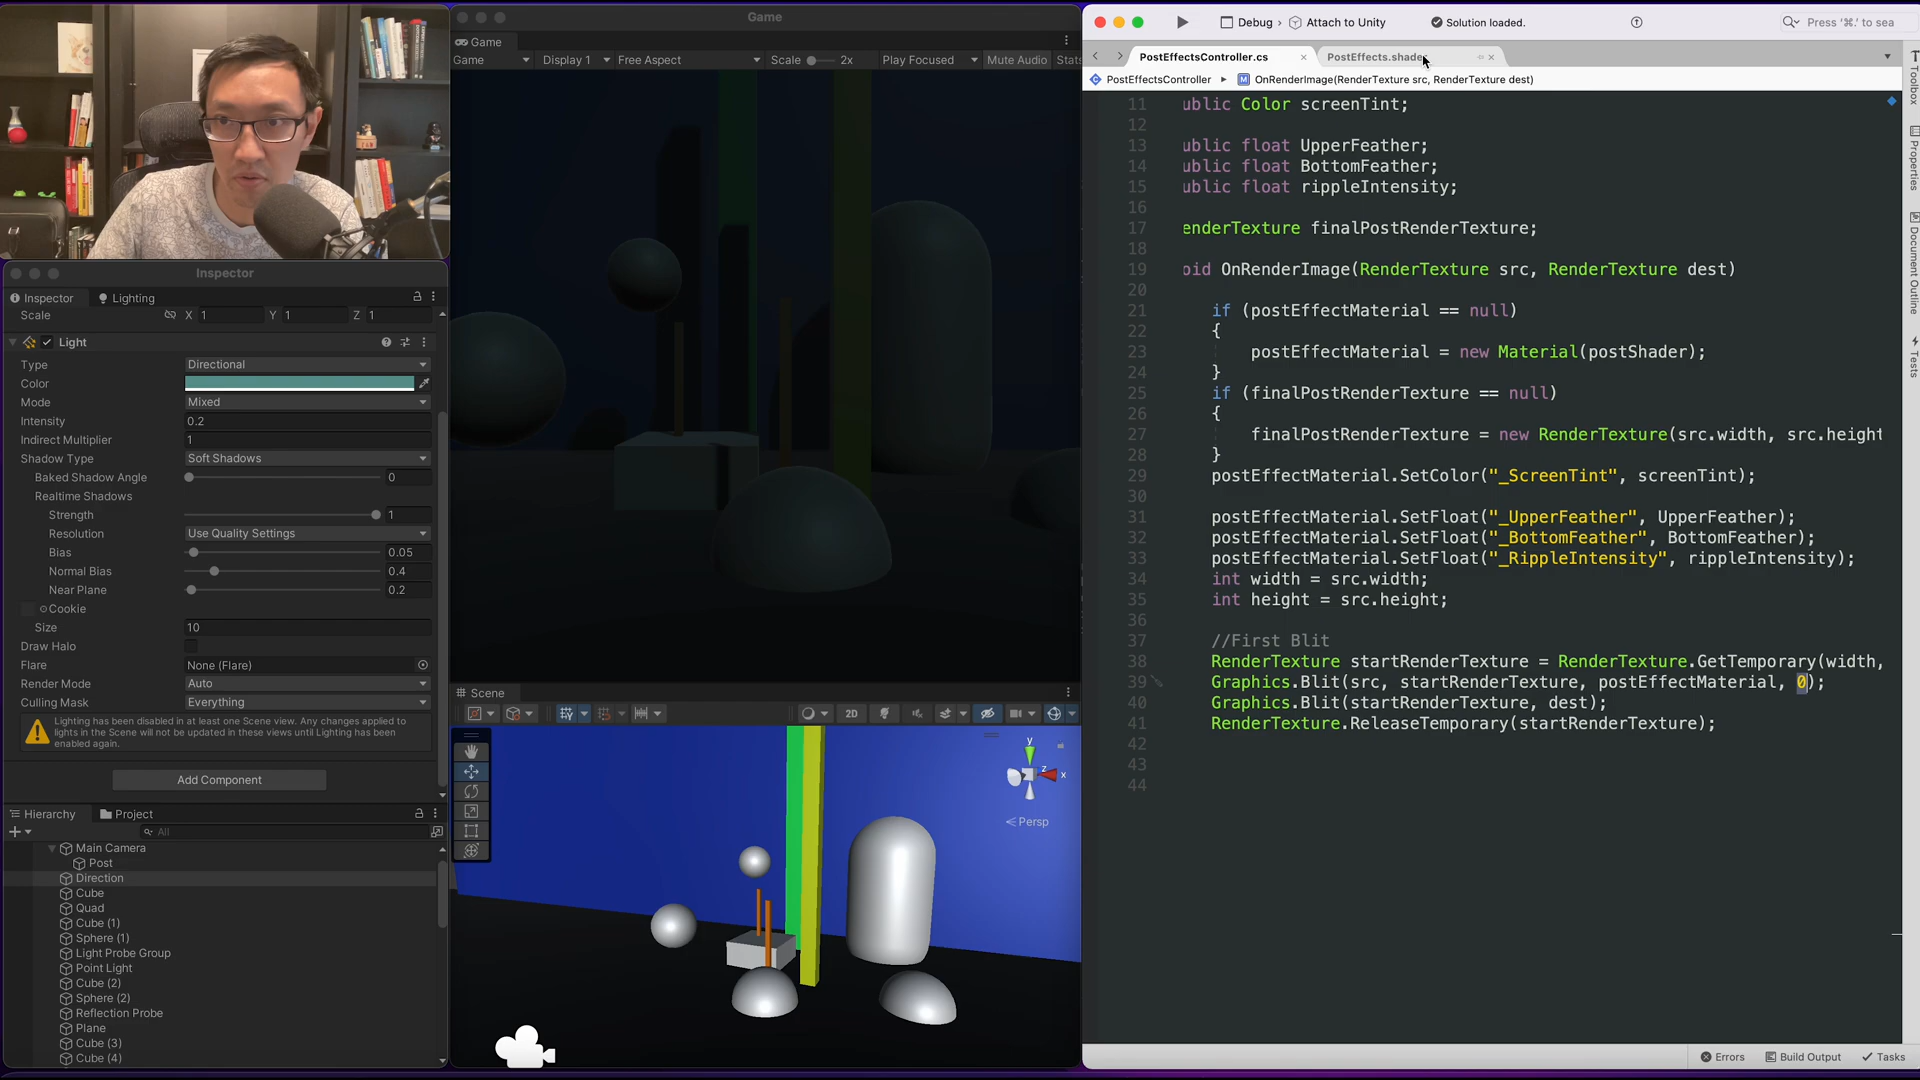 Game
Game
Game
Display 1
Free Aspect
Scale
2x
Play Focused
Mute Audio
Stats
Debug
Attach to Unity
Solution loaded.
Press '⌘.' to sea
PostEffectsController.cs
PostEffects.shade
PostEffectsController
OnRenderImage(RenderTexture src, RenderTexture dest)
11 ublic Color screenTint;
12
13 ublic float UpperFeather;
14 ublic float BottomFeather;
15 ublic float rippleIntensity;
16
17 enderTexture finalPostRenderTexture;
18
19 oid OnRenderImage(RenderTexture src, RenderTexture dest)
20
21 if (postEffectMaterial == null)
22 {
23 postEffectMaterial = new Material(postShader);
24 }
25 if (finalPostRenderTexture == null)
26 {
27 finalPostRenderTexture = new RenderTexture(src.width, src.height
28 }
29 postEffectMaterial.SetColor("_ScreenTint", screenTint);
30
31 postEffectMaterial.SetFloat("_UpperFeather", UpperFeather);
32 postEffectMaterial.SetFloat("_BottomFeather", BottomFeather);
33 postEffectMaterial.SetFloat("_RippleIntensity", rippleIntensity);
34 int width = src.width;
35 int height = src.height;
36
37 //First Blit
38 RenderTexture startRenderTexture = RenderTexture.GetTemporary(width,
39 Graphics.Blit(src, startRenderTexture, postEffectMaterial, 0);
40 Graphics.Blit(startRenderTexture, dest);
41 RenderTexture.ReleaseTemporary(startRenderTexture);
42
43
44
Toolbox
Properties
Document Outline
Tests
Errors
Build Output
Tasks
Inspector
Inspector
Lighting
Scale X 1 Y 1 Z 1
Light
Type Directional
Color
Mode Mixed
Intensity 0.2
Indirect Multiplier 1
Shadow Type Soft Shadows
Baked Shadow Angle 0
Realtime Shadows
Strength 1
Resolution Use Quality Settings
Bias 0.05
Normal Bias 0.4
Near Plane 0.2
Cookie
Size 10
Draw Halo
Flare None (Flare)
Render Mode Auto
Culling Mask Everything
Lighting has been disabled in at least one Scene view. Any changes applied to
lights in the Scene will not be updated in these views until Lighting has been
enabled again.
Add Component
Hierarchy
Project
All
Main Camera
Post
Direction
Cube
Quad
Cube (1)
Sphere (1)
Light Probe Group
Point Light
Cube (2)
Sphere (2)
Reflection Probe
Plane
Cube (3)
Cube (4)
Scene
2D
y
z
x
Persp